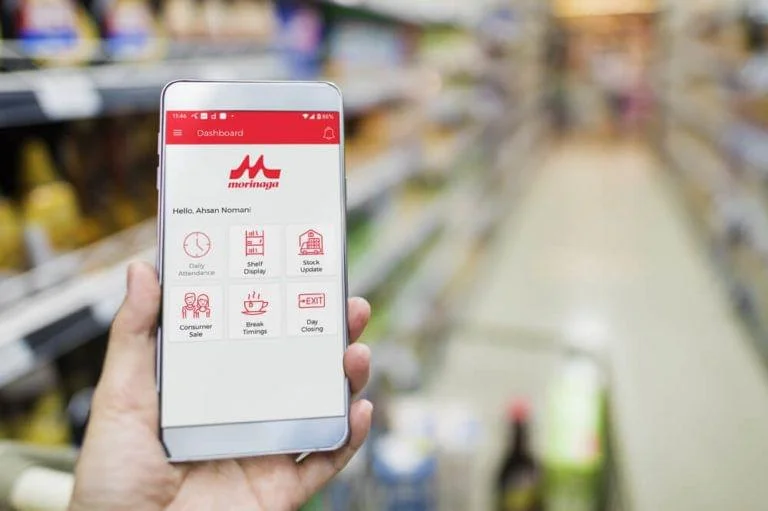 11:46 86%
Dashboard
morinaga
Hello, Ahsan Nomani
Daily
Attendance
Shelf
Display
Stock
Update
Consumer
Sale
Break
Timings
EXIT
Day
Closing